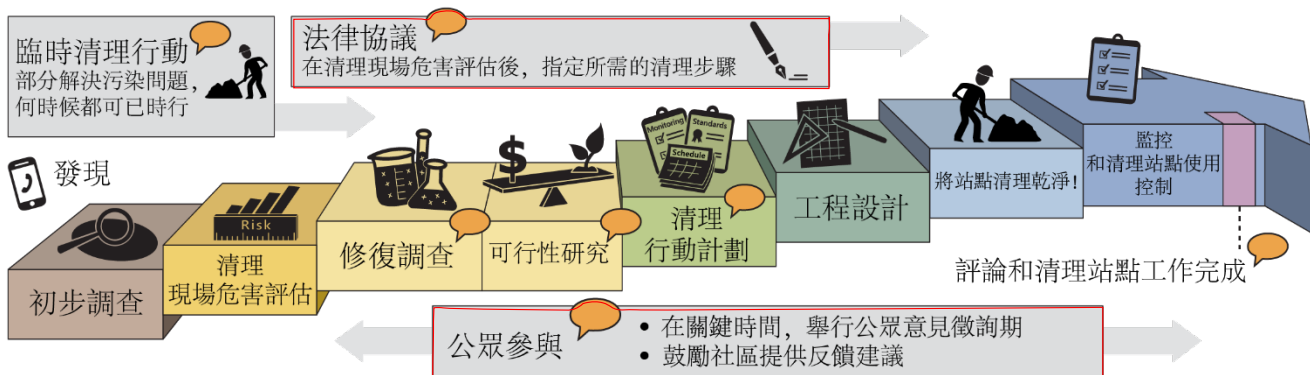 臨時清理行動
部分解決污染問題，
何時候都可已時行
法律協議
在清理現場危害評估後，指定所需的清理步驟
發現
初步調查
Risk
清理
現場危害評估
修復調查
$
可行性研究
Monitoring
Standards
Schedule
清理
行動計劃
工程設計
將站點清理乾淨！
監控
和清理站點使用
控制
評論和清理站點工作完成
公眾參與
• 在關鍵時間，舉行公眾意見徵詢期
• 鼓勵社區提供反饋建議